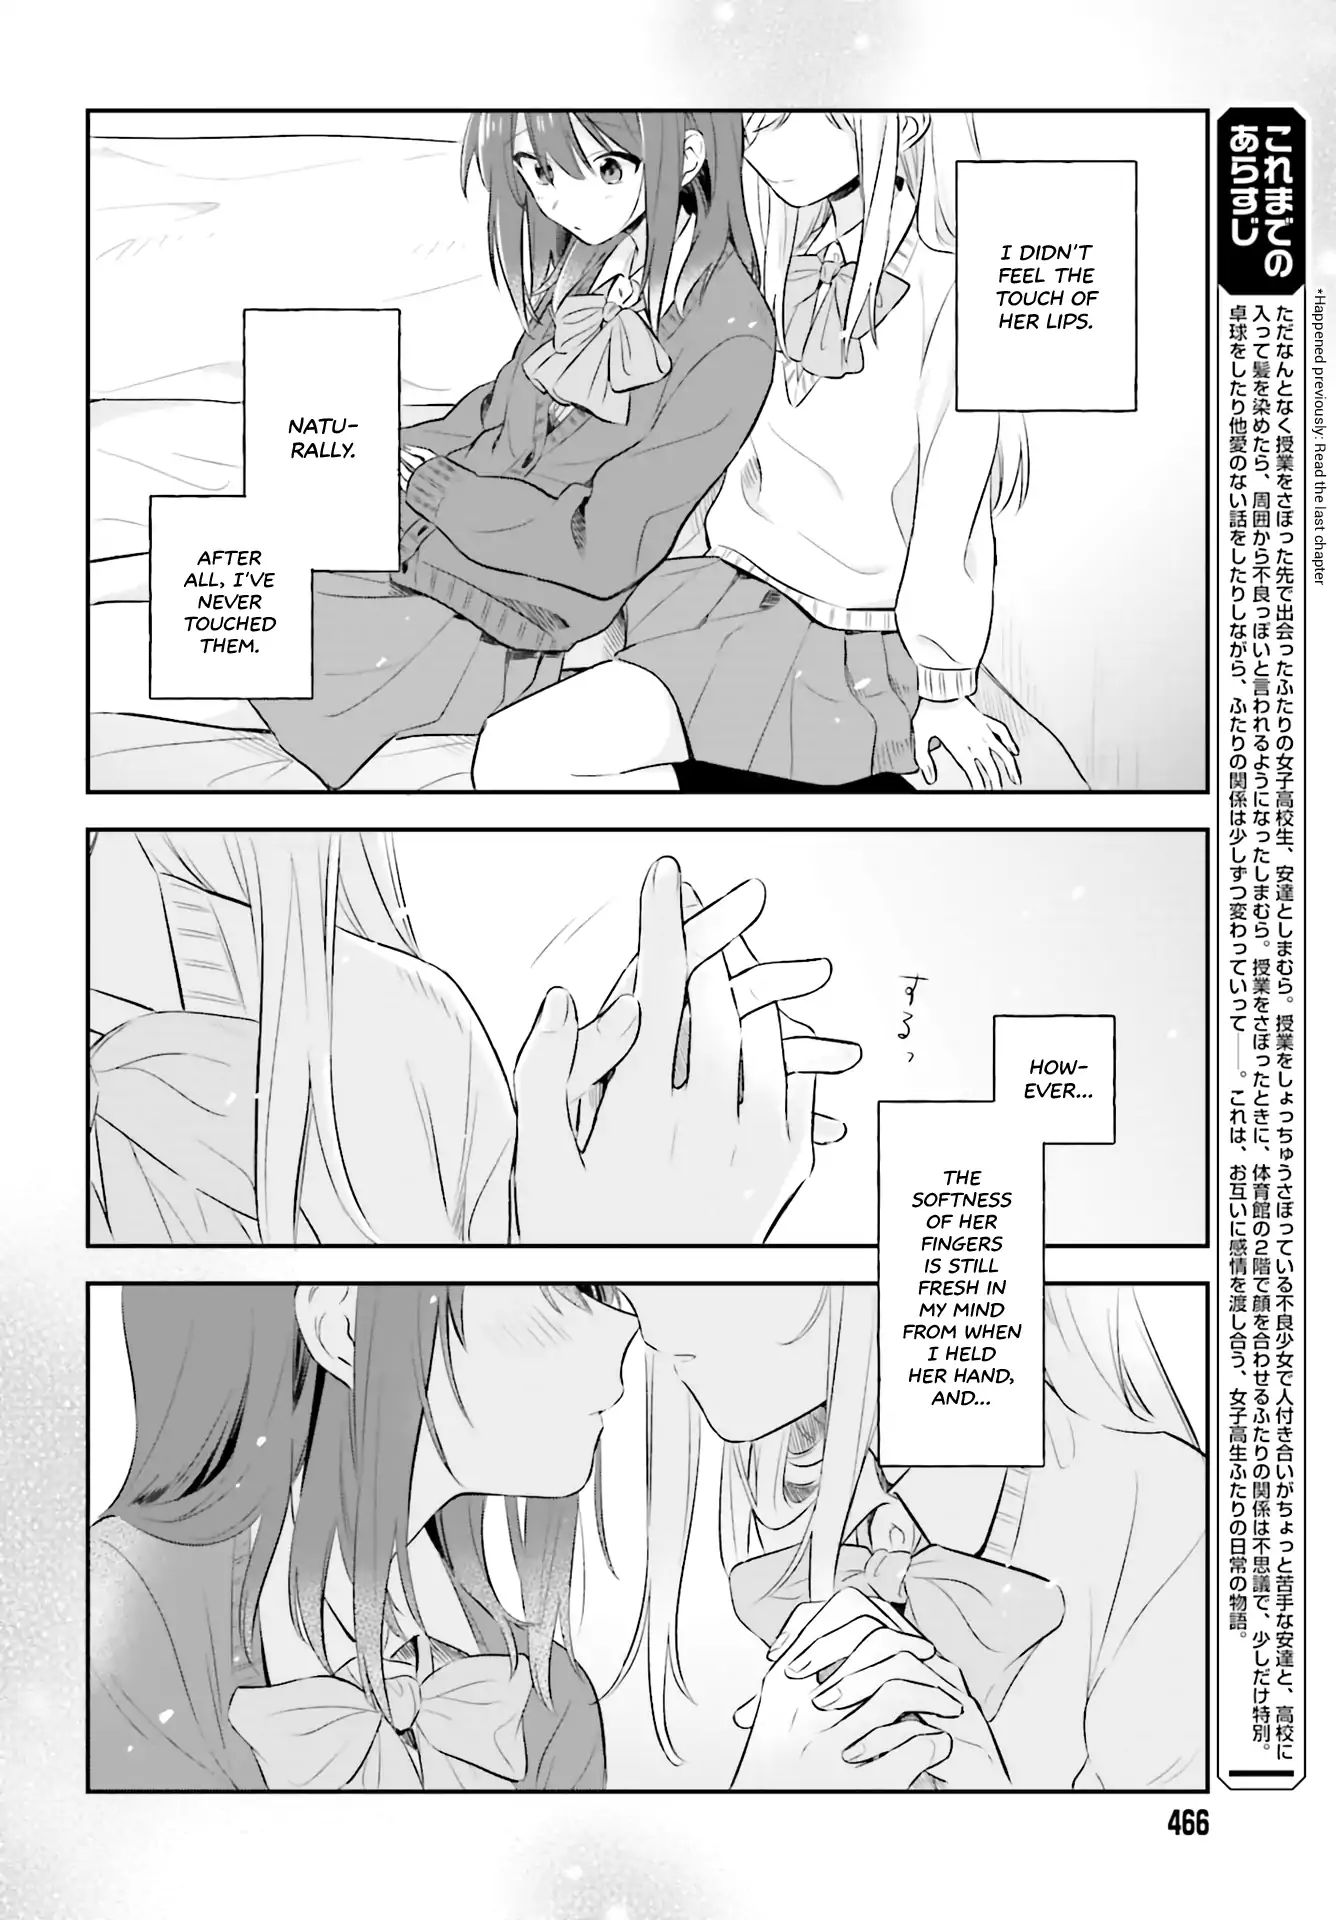 これまでの
あらすじ
*Happened previously: Read the last chapter
ただなんとなく授業をさぼった先で出会ったふたりの女子高校生、安達としまむら。授業をしょっちゅうさぼっている不良少女で人付き合いがちょっと苦手な安達と、高校に
入って髪を染めたら、周囲から不良っぽいと言われるようになったしまむら。授業をさぼったときに、体育館の2階で顔を合わせるふたりの関係は不思議で、少しだけ特別。
卓球をしたり他愛のない話をしたりしながら、ふたりの関係は少しずつ変わっていって――。これは、お互いに感情を渡し合う、女子高生ふたりの日常の物語。
I DIDN'T
FEEL THE
TOUCH OF
HER LIPS.
NATU-
RALLY.
AFTER
ALL, I'VE
NEVER
TOUCHED
THEM.
するっ
HOW-
EVER...
THE
SOFTNESS
OF HER
FINGERS
IS STILL
FRESH IN
MY MIND
FROM WHEN
I HELD
HER HAND,
AND...
466